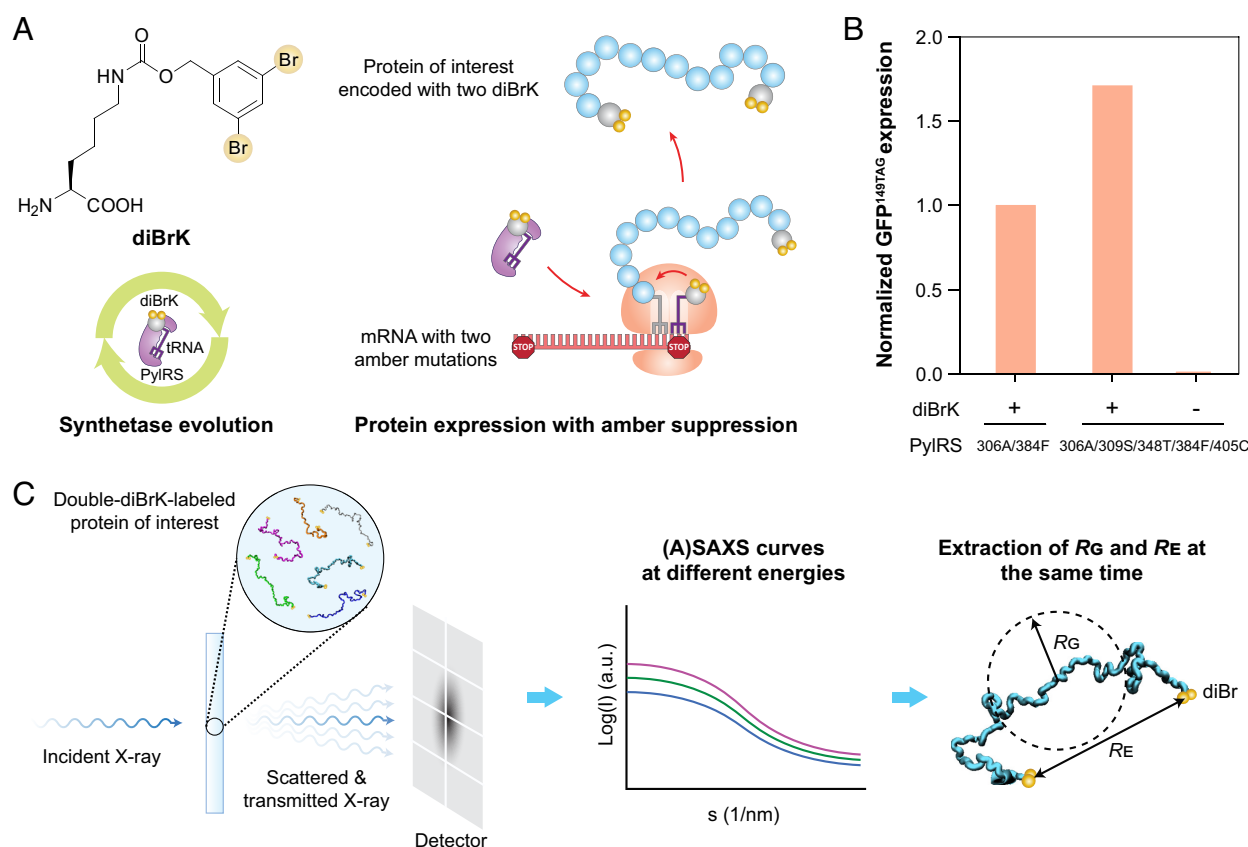 A
O
Br
HN
O
Br
H₂N
COOH
diBrK
diBrK
tRNA
PylRS
Synthetase evolution
Protein of interest
encoded with two diBrK
mRNA with two
amber mutations
STOP
STOP
Protein expression with amber suppression
B
Normalized GFP¹⁴⁹ᵀᴬᴳ expression
2.0
1.5
1.0
0.5
0.0
diBrK + + -
PylRS 306A/384F 306A/309S/348T/384F/405C
C
Double-diBrK-labeled
protein of interest
Incident X-ray
Scattered &
transmitted X-ray
Detector
(A)SAXS curves
at different energies
Log(I) (a.u.)
s (1/nm)
Extraction of RG and RE at
the same time
RG
diBr
RE